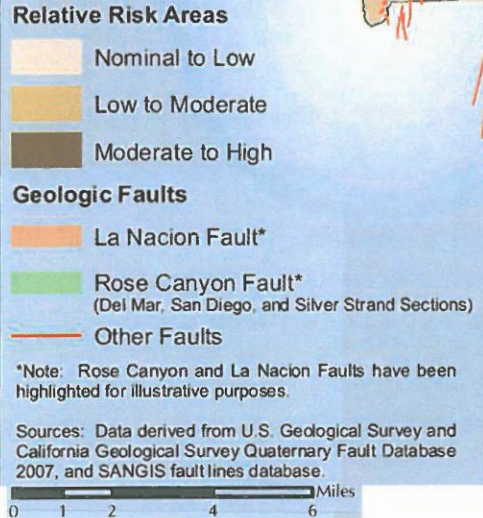 Relative Risk Areas
Nominal to Low
Low to Moderate
Moderate to High
Geologic Faults
La Nacion Fault*
Rose Canyon Fault*
(Del Mar, San Diego, and Silver Strand Sections)
Other Faults
*Note: Rose Canyon and La Nacion Faults have been
highlighted for illustrative purposes.
Sources: Data derived from U.S. Geological Survey and
California Geological Survey Quaternary Fault Database
2007, and SANGIS fault lines database.
Miles
0 1 2 4 6